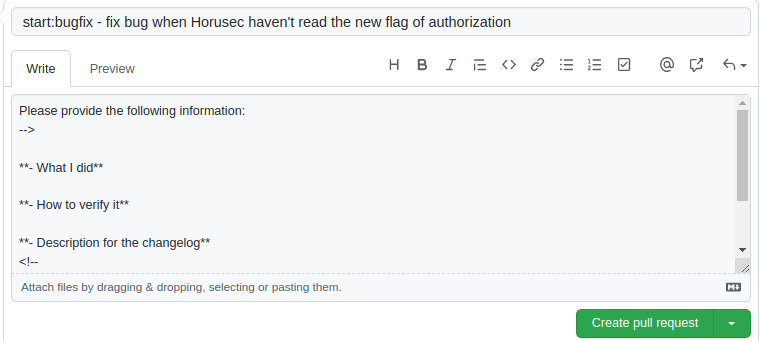 start:bugfix - fix bug when Horusec haven't read the new flag of authorization
Write Preview
Please provide the following information:
-->
**- What I did**
**- How to verify it**
**- Description for the changelog**
<!--
Attach files by dragging & dropping, selecting or pasting them.
Create pull request